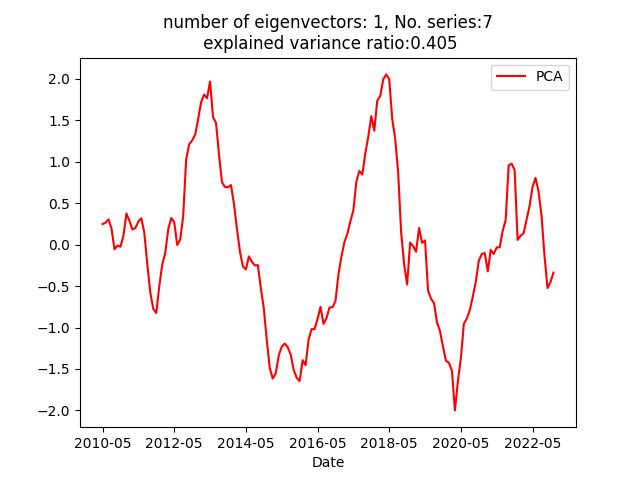 number of eigenvectors: 1, No. series:7
explained variance ratio:0.405
PCA
2.0
1.5
1.0
0.5
0.0
−0.5
−1.0
−1.5
−2.0
2010-05 2012-05 2014-05 2016-05 2018-05 2020-05 2022-05
Date